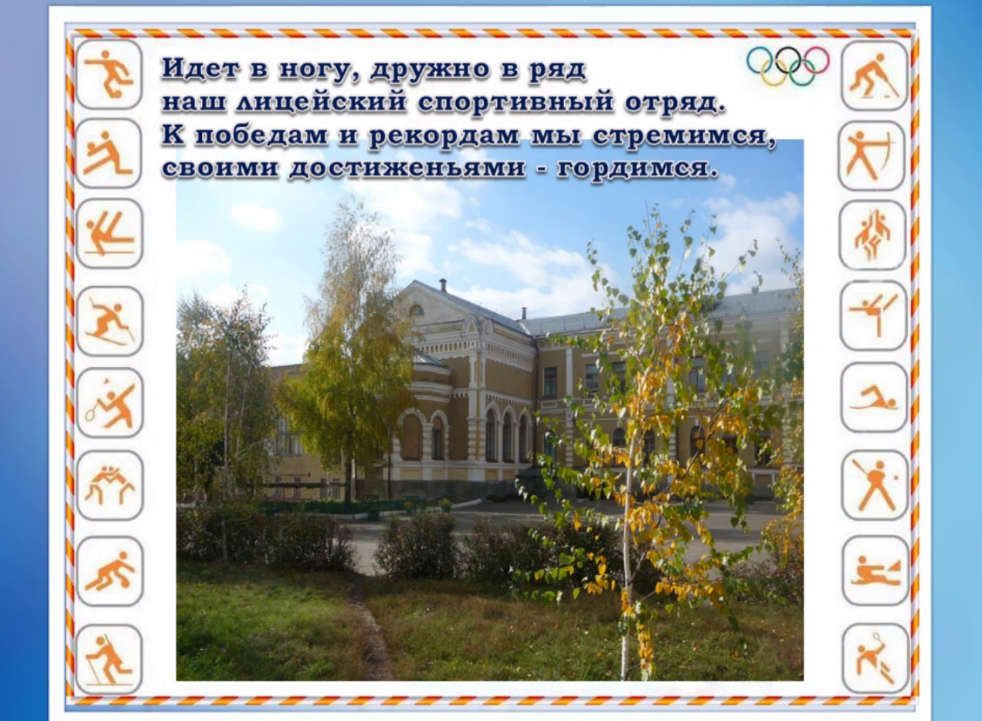 Идет в ногу, дружно в ряд
наш лицейский спортивный отряд.
К победам и рекордам мы стремимся,
своими достиженьями - гордимся.